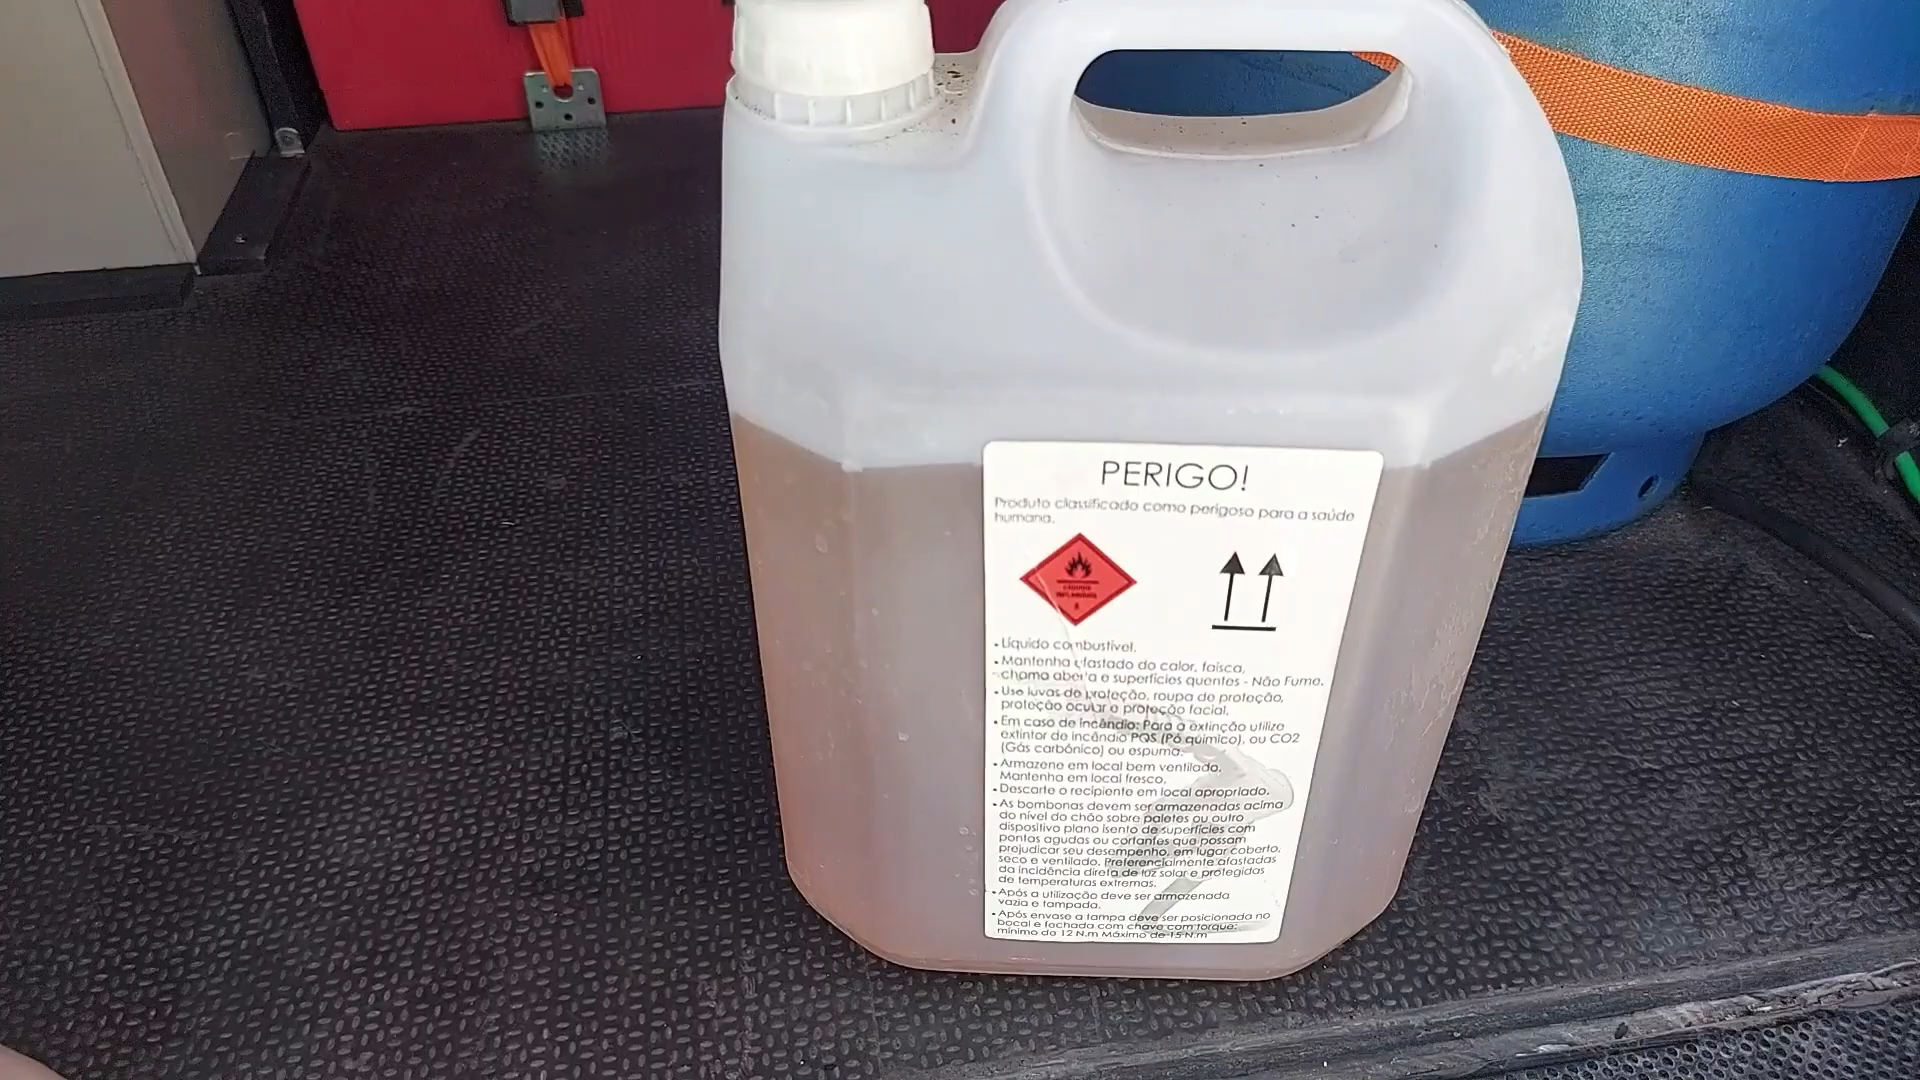 PERIGO!
Produto classificado como perigoso para a saúde
humana.
LÍQUIDOS
INFLAMÁVEIS
3
• Líquido combustível.
• Mantenha afastado do calor, faísca,
chama aberta e superfícies quentes - Não Fume.
• Use luvas de proteção, roupa de proteção,
proteção ocular e proteção facial.
• Em caso de incêndio: Para a extinção utilize
extintor de incêndio PQS (Pó químico), ou CO2
(Gás carbônico) ou espuma.
• Armazene em local bem ventilado.
Mantenha em local fresco.
• Descarte o recipiente em local apropriado.
• As bombonas devem ser armazenadas acima
do nível do chão sobre paletes ou outro
dispositivo plano isento de superfícies com
pontas agudas ou cortantes que possam
prejudicar seu desempenho, em lugar coberto,
seco e ventilado. Preferencialmente afastadas
da incidência direta de luz solar e protegidas
de temperaturas extremas.
• Após a utilização deve ser armazenada
vazia e tampada.
• Após envase a tampa deve ser posicionada no
bocal e fechada com chave com torque:
mínimo de 12 N.m Máximo de 15 N.m